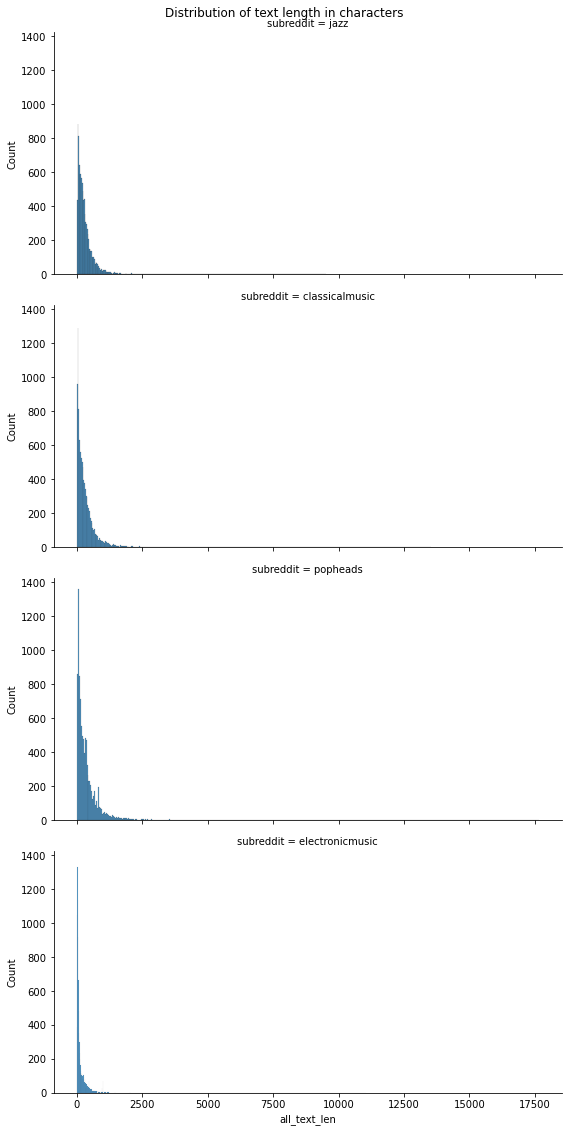 Distribution of text length in characters
subreddit = jazz
1400
1200
1000
800
600
400
200
0
Count
subreddit = classicalmusic
1400
1200
1000
800
600
400
200
0
Count
subreddit = popheads
1400
1200
1000
800
600
400
200
0
Count
subreddit = electronicmusic
1400
1200
1000
800
600
400
200
0
Count
0 2500 5000 7500 10000 12500 15000 17500
all_text_len